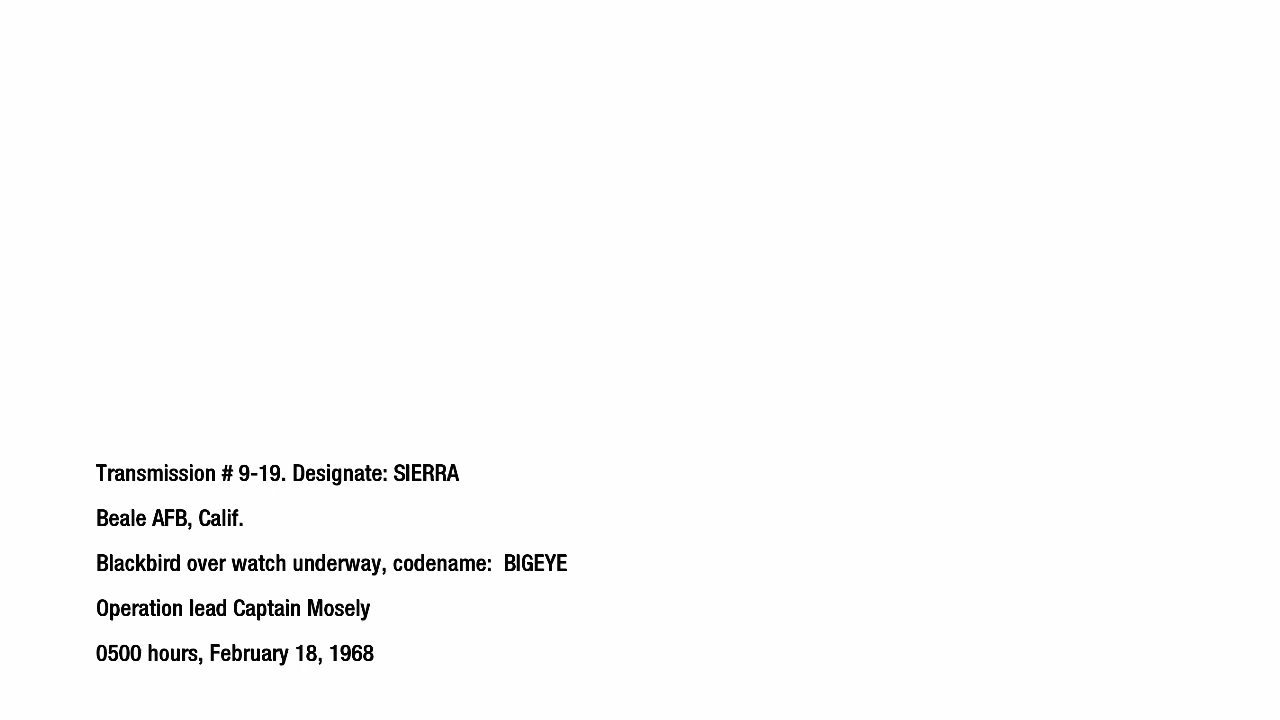 Transmission # 9-19. Designate: SIERRA
Beale AFB, Calif.
Blackbird over watch underway, codename:  BIGEYE
Operation lead Captain Mosely
0500 hours, February 18, 1968